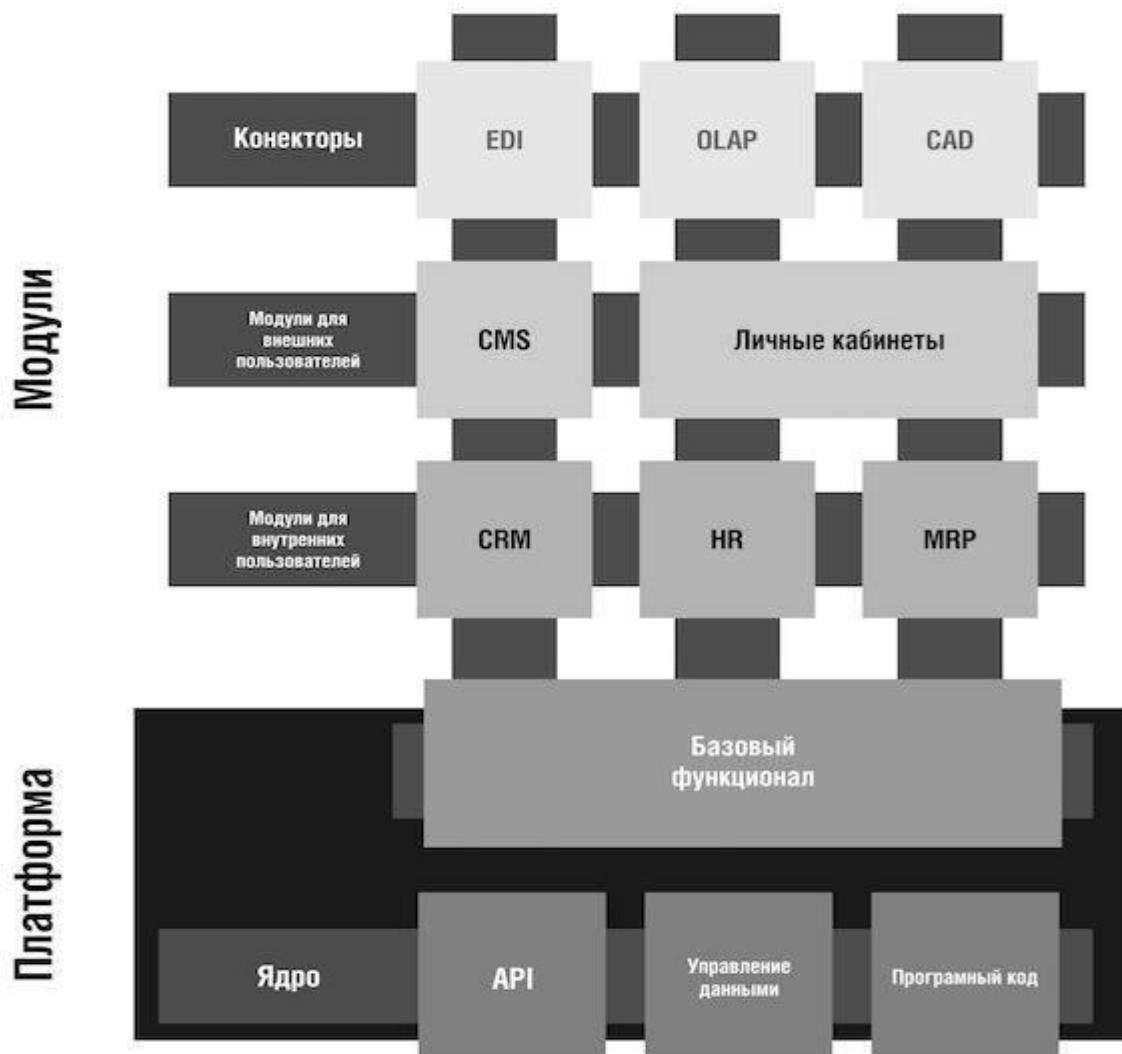 Модули
Конекторы
EDI
OLAP
CAD
Модули для
внешних
пользователей
CMS
Личные кабинеты
Модули для
внутренних
пользователей
CRM
HR
MRP
Платформа
Базовый
функционал
Ядро
API
Управление
данными
Програмный код